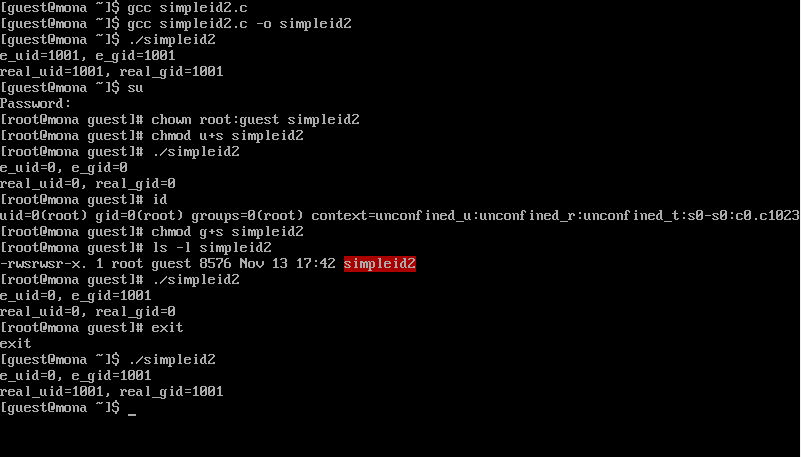 [guest@mona ~]$ gcc simpleid2.c
[guest@mona ~]$ gcc simpleid2.c -o simpleid2
[guest@mona ~]$ ./simpleid2
e_uid=1001, e_gid=1001
real_uid=1001, real_gid=1001
[guest@mona ~]$ su
Password:
[root@mona guest]# chown root:guest simpleid2
[root@mona guest]# chmod u+s simpleid2
[root@mona guest]# ./simpleid2
e_uid=0, e_gid=0
real_uid=0, real_gid=0
[root@mona guest]# id
uid=0(root) gid=0(root) groups=0(root) context=unconfined_u:unconfined_r:unconfined_t:s0-s0:c0.c1023
[root@mona guest]# chmod g+s simpleid2
[root@mona guest]# ls -l simpleid2
-rwsrwsr-x. 1 root guest 8576 Nov 13 17:42 simpleid2
[root@mona guest]# ./simpleid2
e_uid=0, e_gid=1001
real_uid=0, real_gid=0
[root@mona guest]# exit
exit
[guest@mona ~]$ ./simpleid2
e_uid=0, e_gid=1001
real_uid=1001, real_gid=1001
[guest@mona ~]$ _